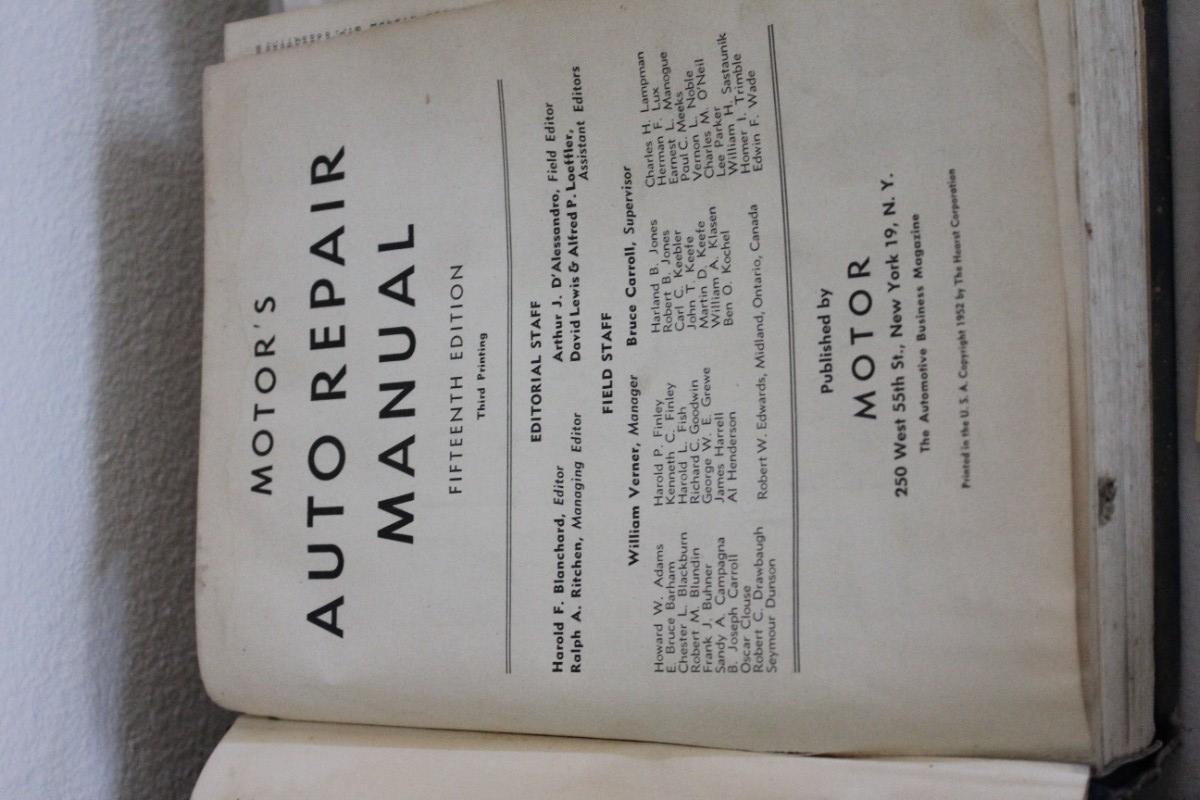 MOTOR'S
AUTO REPAIR
MANUAL
FIFTEENTH EDITION
Third Printing
EDITORIAL STAFF
Harold F. Blanchard, Editor
Arthur J. D'Alessandro, Field Editor
Ralph A. Ritchen, Managing Editor
David Lewis & Alfred P. Loeffler,
Assistant Editors
FIELD STAFF
William Verner, Manager
Bruce Carroll, Supervisor
Howard W. Adams
E. Bruce Barham
Chester L. Blackburn
Robert M. Blundin
Frank J. Buhner
Sandy A. Campagna
B. Joseph Carroll
Oscar Clouse
Robert C. Drawbaugh
Seymour Dunson
Harold P. Finley
Kenneth C. Finley
Harold L. Fish
Richard C. Goodwin
George W. E. Grewe
James Harrell
Al Henderson
Harland B. Jones
Robert B. Jones
Carl C. Keebler
John T. Keefe
Martin D. Keefe
William A. Klasen
Ben O. Kochel
Charles H. Lampman
Herman F. Lux
Earnest L. Manogue
Paul C. Meeks
Vernon L. Noble
Charles M. O'Neil
Lee Parker
William H. Sastaunik
Homer I. Trimble
Edwin F. Wade
Robert W. Edwards, Midland, Ontario, Canada
Published by
MOTOR
250 West 55th St., New York 19, N. Y.
The Automotive Business Magazine
Printed in the U. S. A. Copyright 1952 by The Hearst Corporation